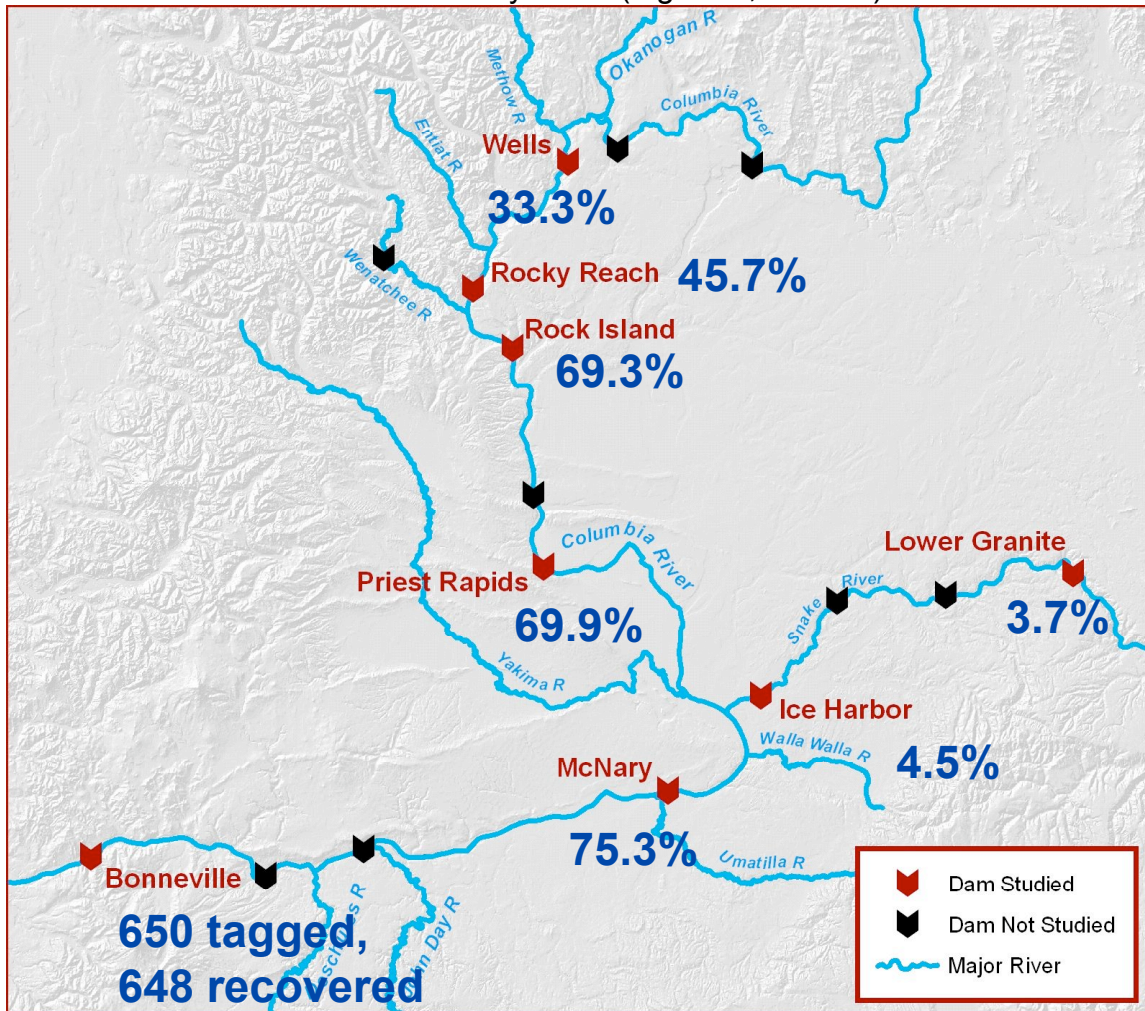 Methow R
Okanogan R
Columbia
River
Entiat R
Wells
33.3%
Wenatchee R
Rocky Reach
45.7%
Rock Island
69.3%
Columbia
River
Lower Granite
Priest Rapids
Snake
River
69.9%
3.7%
Yakima R
Ice Harbor
Walla Walla R
4.5%
McNary
75.3%
Umatilla R
Bonneville
650 tagged,
648 recovered
Day R
Dam Studied
Dam Not Studied
Major River